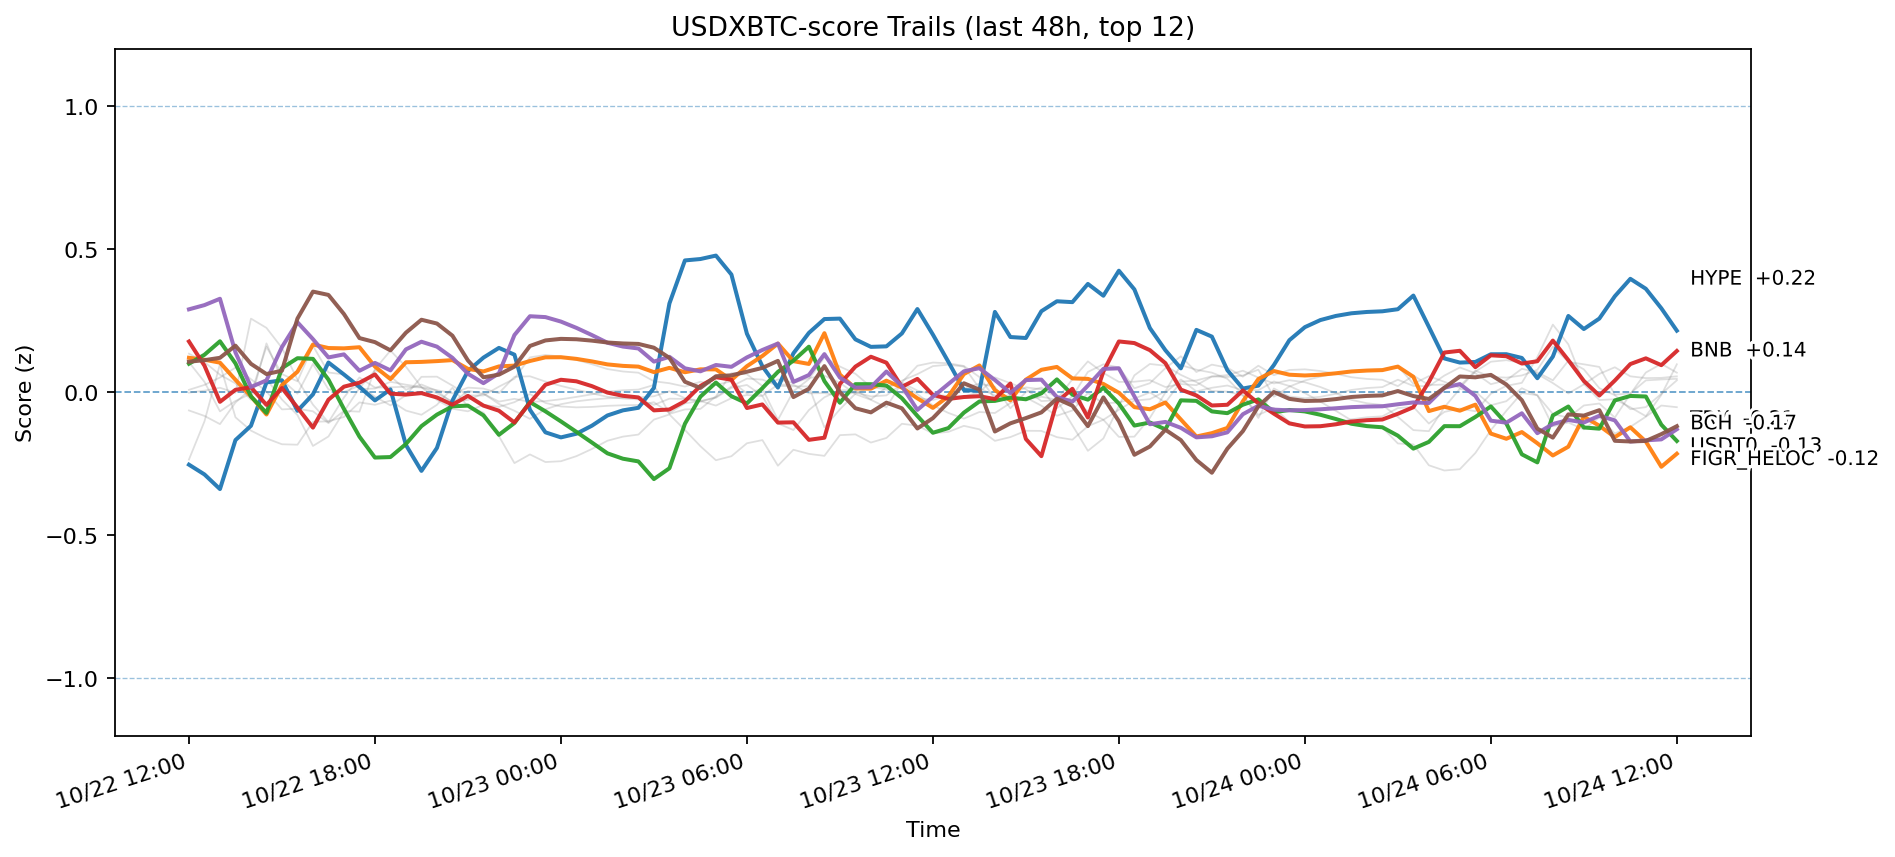 USDXBTC-score Trails (last 48h, top 12)
Score (z)
1.0
0.5
0.0
−0.5
−1.0
HYPE +0.22
BNB +0.14
BCH -0.17
USDT0 -0.13
FIGR_HELOC -0.12
10/22 12:00
10/22 18:00
10/23 00:00
10/23 06:00
10/23 12:00
10/23 18:00
10/24 00:00
10/24 06:00
10/24 12:00
Time